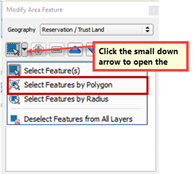 Modify Area Feature
Geography Reservation / Trust Land
Click the small down
arrow to open the
Select Feature(s)
Select Features by Polygon
Select Features by Radius
Deselect Features from All Layers